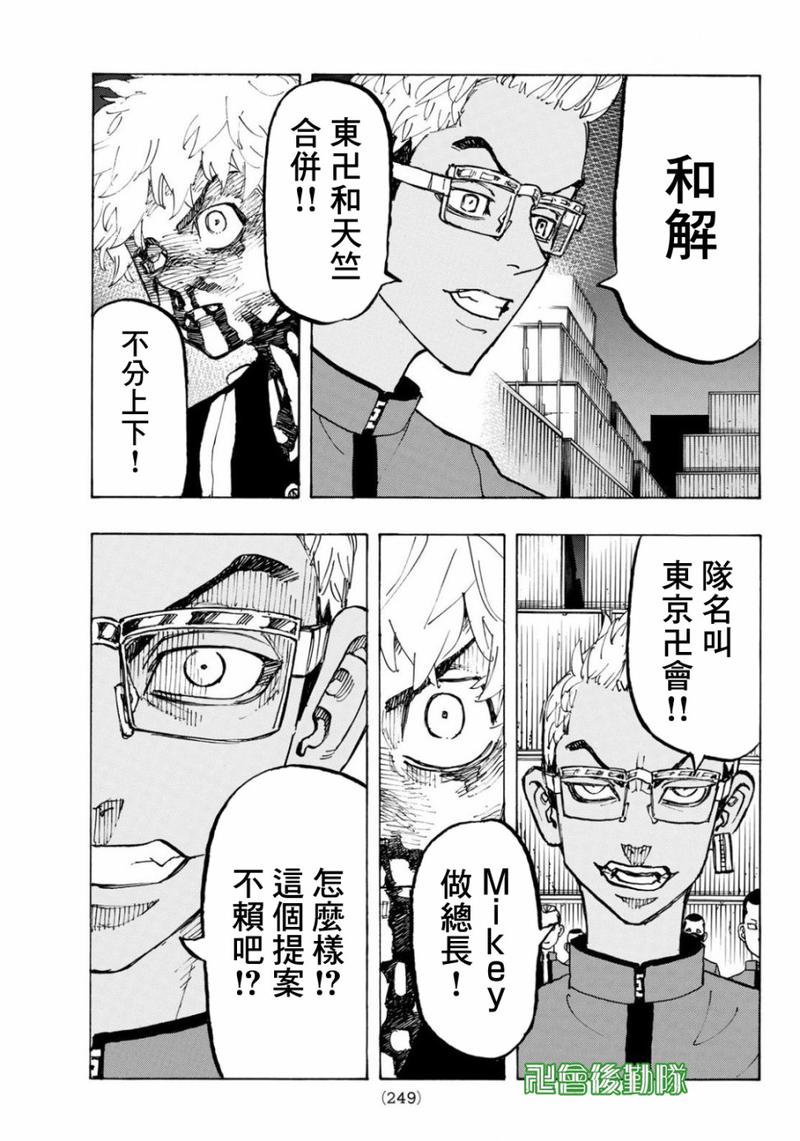 和解
東卍和天竺
合併!!
不分上下!
隊名叫
東京卍會!!
Mikey
做總長!
怎麼樣!?
這個提案
不賴吧!?
(249)
卍會後勤隊